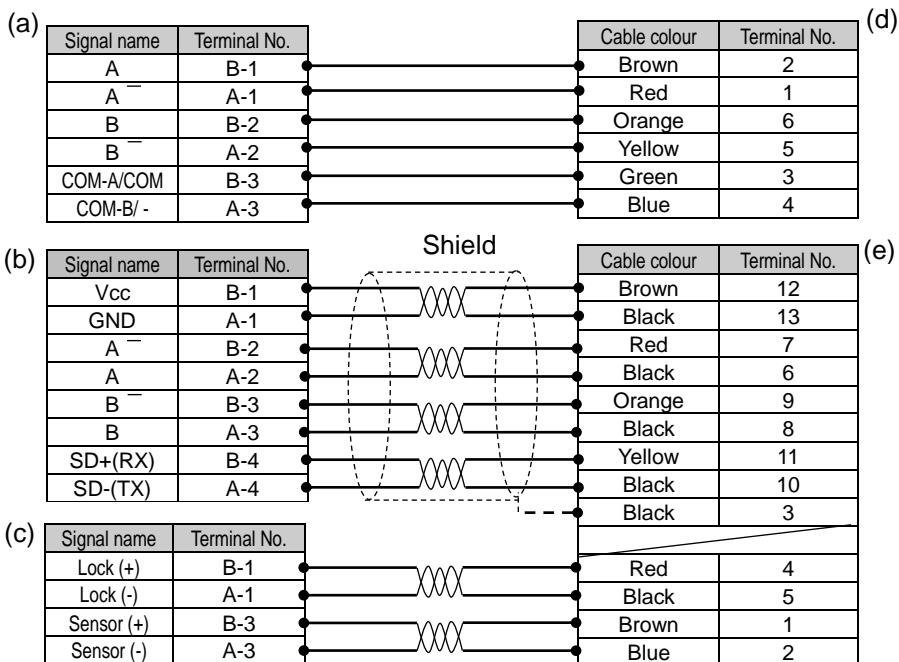 (a)
Signal name Terminal No.
A B-1
A̅ A-1
B B-2
B̅ A-2
COM-A/COM B-3
COM-B/ - A-3
Cable colour Terminal No.
(d)
Brown 2
Red 1
Orange 6
Yellow 5
Green 3
Blue 4
(b)
Signal name Terminal No.
Vcc B-1
GND A-1
A̅ B-2
A A-2
B̅ B-3
B A-3
SD+(RX) B-4
SD-(TX) A-4
Shield
Cable colour Terminal No.
(e)
Brown 12
Black 13
Red 7
Black 6
Orange 9
Black 8
Yellow 11
Black 10
Black 3
(c)
Signal name Terminal No.
Lock (+) B-1
Lock (-) A-1
Sensor (+) B-3
Sensor (-) A-3
Red 4
Black 5
Brown 1
Blue 2